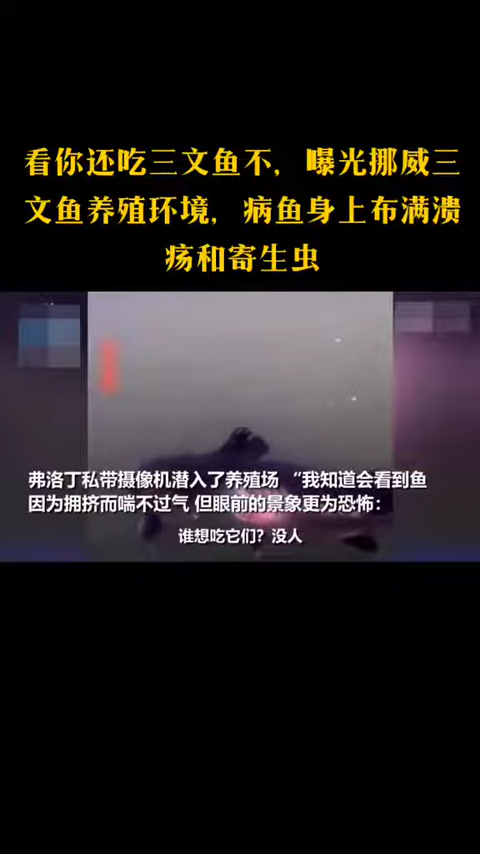 看你还吃三文鱼不，曝光挪威三
文鱼养殖环境，病鱼身上布满溃
疡和寄生虫
弗洛丁私带摄像机潜入了养殖场 “我知道会看到鱼
因为拥挤而喘不过气 但眼前的景象更为恐怖：
谁想吃它们？没人